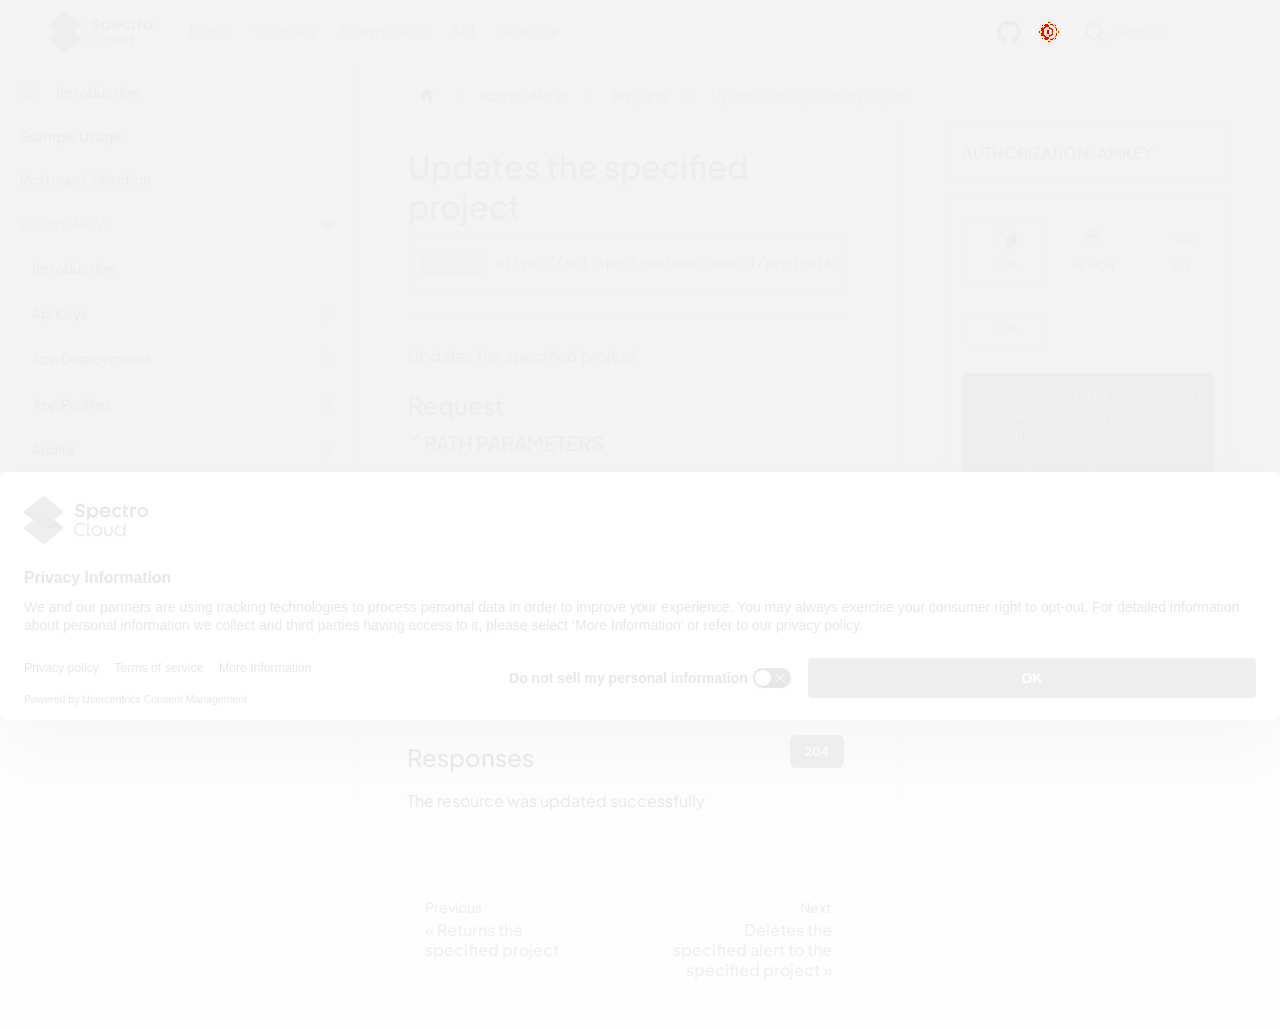 Spectro
Cloud
Docs Tutorials Downloads API latest
Search
Introduction
Example Usage
Postman Collection
Palette API V1
Introduction
Api Keys
App Deployments
App Profiles
Audits
Palette API V1
Projects
Updates the specified project
Updates the specified
project
https://api.spectrocloud.com/v1/projects/
Updates the specified project
Request
PATH PARAMETERS
AUTHORIZATION: APIKEY
CURL
PYTHON
GO
GO
CURL
PUT
Spectro
Cloud
Privacy Information
We and our partners are using tracking technologies to process personal data in order to improve your experience. You may always exercise your consumer right to opt-out. For detailed information
about personal information we collect and third parties having access to it, please select ‘More Information’ or refer to our privacy policy.
Privacy policy Terms of service More Information
Powered by Usercentrics Consent Management
Do not sell my personal information
OK
Responses
204
The resource was updated successfully
Previous
« Returns the
specified project
Next
Deletes the
specified alert to the
specified project »